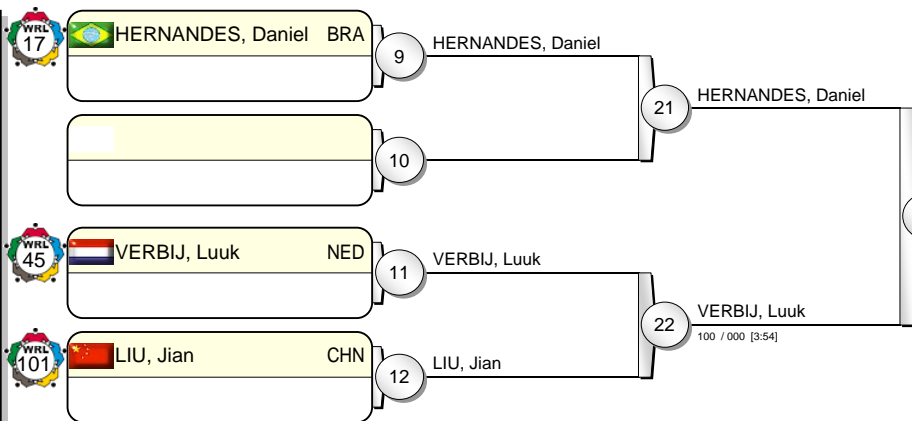 WRL
17
HERNANDES, Daniel BRA
9
HERNANDES, Daniel
21
HERNANDES, Daniel
10
WRL
45
VERBIJ, Luuk NED
11
VERBIJ, Luuk
22
VERBIJ, Luuk
100 / 000 [3:54]
WRL
101
LIU, Jian CHN
12
LIU, Jian